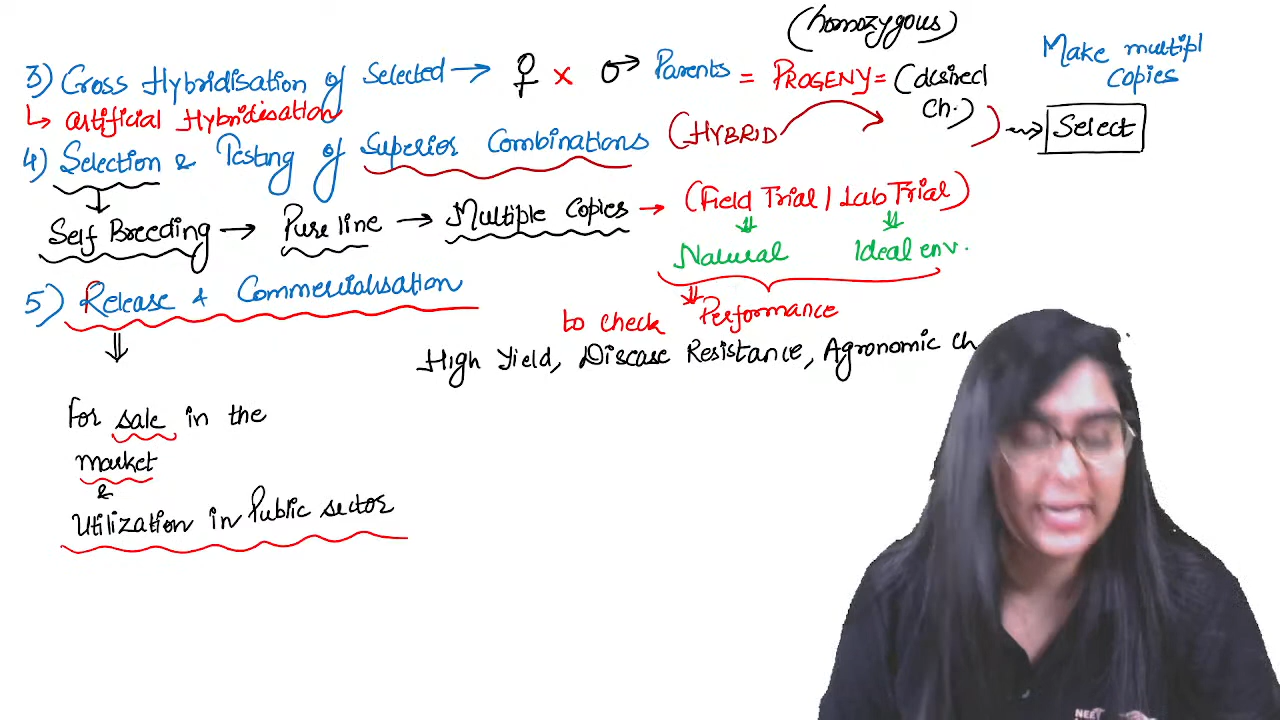 (homozygous)
3) Cross Hybridisation of Selected → ♀ × ♂ Parents = PROGENY = (desired ch.)
Make multipl copies
↳ artificial Hybridisation
(HYBRID
Select
4) Selection & Testing of Superior Combinations
Self Breeding → Pure line → Multiple Copies → (Field Trial / Lab Trial)
Natural Ideal env.
5) Release & Commercialisation
to check Performance
High Yield, Disease Resistance, Agronomic ch
For sale in the
market
&
Utilization in Public sector
NEET